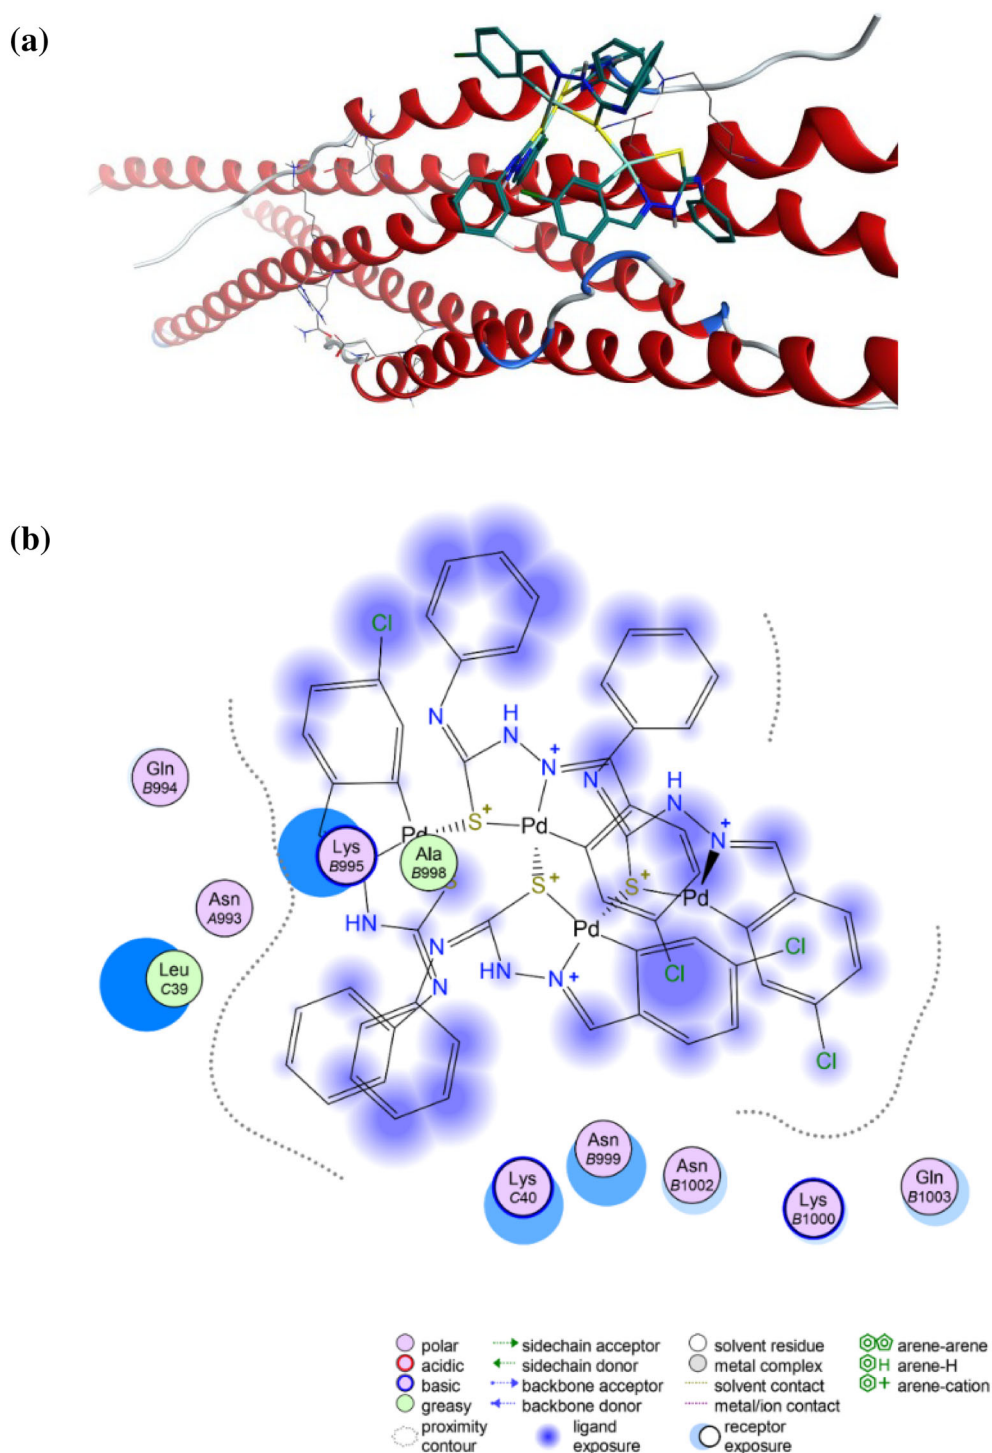 (a)
(b)
Cl
N
H
N
N
+
N
H
N
N
+
Gln
B994
S
+
Pd
Pd
Lys
B995
Ala
B998
S
S
+
S
+
Pd
Asn
A993
HN
Pd
N
HN
N
+
Cl
Cl
Leu
C39
N
Cl
Asn
B999
Asn
B1002
Lys
C40
Lys
B1000
Gln
B1003
polar
acidic
basic
greasy
proximity
contour
sidechain acceptor
sidechain donor
backbone acceptor
backbone donor
ligand
exposure
solvent residue
metal complex
solvent contact
metal/ion contact
receptor
exposure
arene-arene
H arene-H
+ arene-cation